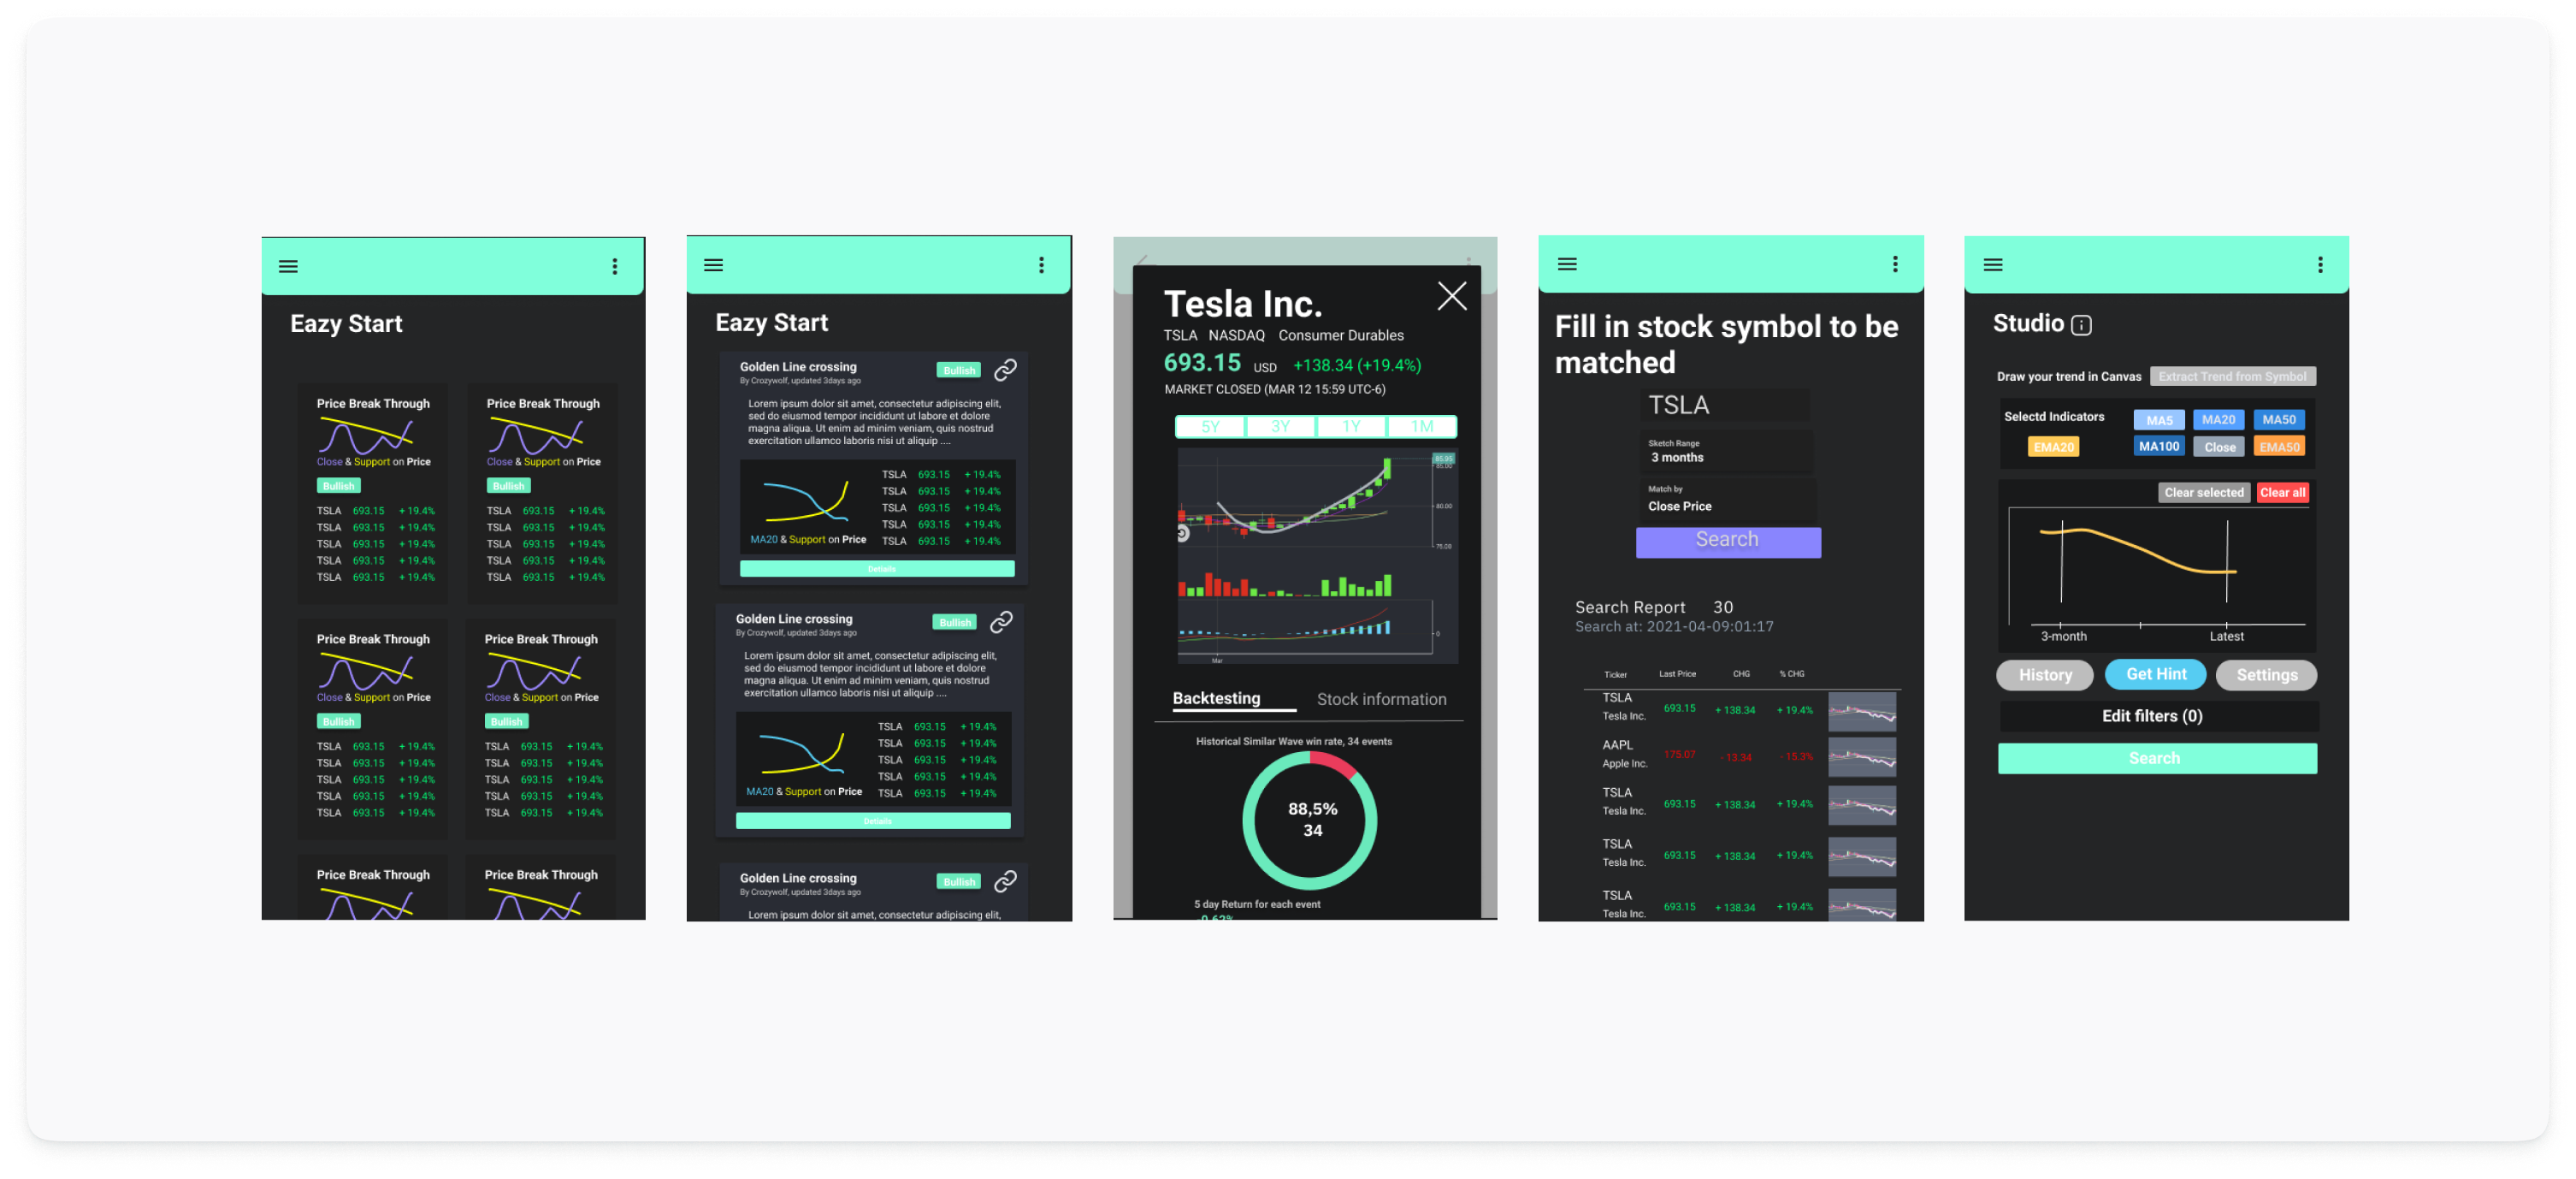 Eazy Start
Price Break Through
Close & Support on Price
Bullish
TSLA 693.15 + 19.4%
TSLA 693.15 + 19.4%
TSLA 693.15 + 19.4%
TSLA 693.15 + 19.4%
TSLA 693.15 + 19.4%
Price Break Through
Close & Support on Price
Bullish
TSLA 693.15 + 19.4%
TSLA 693.15 + 19.4%
TSLA 693.15 + 19.4%
TSLA 693.15 + 19.4%
TSLA 693.15 + 19.4%
Price Break Through
Close & Support on Price
Bullish
TSLA 693.15 + 19.4%
TSLA 693.15 + 19.4%
TSLA 693.15 + 19.4%
TSLA 693.15 + 19.4%
TSLA 693.15 + 19.4%
Price Break Through
Close & Support on Price
Bullish
TSLA 693.15 + 19.4%
TSLA 693.15 + 19.4%
TSLA 693.15 + 19.4%
TSLA 693.15 + 19.4%
TSLA 693.15 + 19.4%
Price Break Through
Price Break Through
Eazy Start
Golden Line crossing
By Crozywolf, updated 3days ago
Bullish
Lorem ipsum dolor sit amet, consectetur adipiscing elit,
sed do eiusmod tempor incididunt ut labore et dolore
magna aliqua. Ut enim ad minim veniam, quis nostrud
exercitation ullamco laboris nisi ut aliquip ....
MA20 & Support on Price
TSLA 693.15 + 19.4%
TSLA 693.15 + 19.4%
TSLA 693.15 + 19.4%
TSLA 693.15 + 19.4%
TSLA 693.15 + 19.4%
Golden Line crossing
By Crozywolf, updated 3days ago
Bullish
Lorem ipsum dolor sit amet, consectetur adipiscing elit,
sed do eiusmod tempor incididunt ut labore et dolore
magna aliqua. Ut enim ad minim veniam, quis nostrud
exercitation ullamco laboris nisi ut aliquip ....
MA20 & Support on Price
TSLA 693.15 + 19.4%
TSLA 693.15 + 19.4%
TSLA 693.15 + 19.4%
TSLA 693.15 + 19.4%
TSLA 693.15 + 19.4%
Golden Line crossing
By Crozywolf, updated 3days ago
Bullish
Lorem ipsum dolor sit amet, consectetur adipiscing elit,
Tesla Inc.
TSLA NASDAQ Consumer Durables
693.15 USD +138.34 (+19.4%)
MARKET CLOSED (MAR 12 15:59 UTC-6)
5Y 3Y 1Y 1M
85.95
85.00
80.00
75.00
0
Mar
Backtesting Stock information
Historical Similar Wave win rate, 34 events
88,5%
34
5 day Return for each event
Fill in stock symbol to be
matched
TSLA
Sketch Range
3 months
Match by
Close Price
Search
Search Report 30
Search at: 2021-04-09:01:17
Ticker Last Price CHG % CHG
TSLA
Tesla Inc. 693.15 + 138.34 + 19.4%
AAPL
Apple Inc. 175.07 - 13.34 - 15.3%
TSLA
Tesla Inc. 693.15 + 138.34 + 19.4%
TSLA
Tesla Inc. 693.15 + 138.34 + 19.4%
TSLA
Tesla Inc. 693.15 + 138.34 + 19.4%
Studio
Draw your trend in Canvas Extract Trend from Symbol
Selectd Indicators MA5 MA20 MA50
EMA20 MA100 Close EMA50
Clear selected Clear all
3-month Latest
History Get Hint Settings
Edit filters (0)
Search